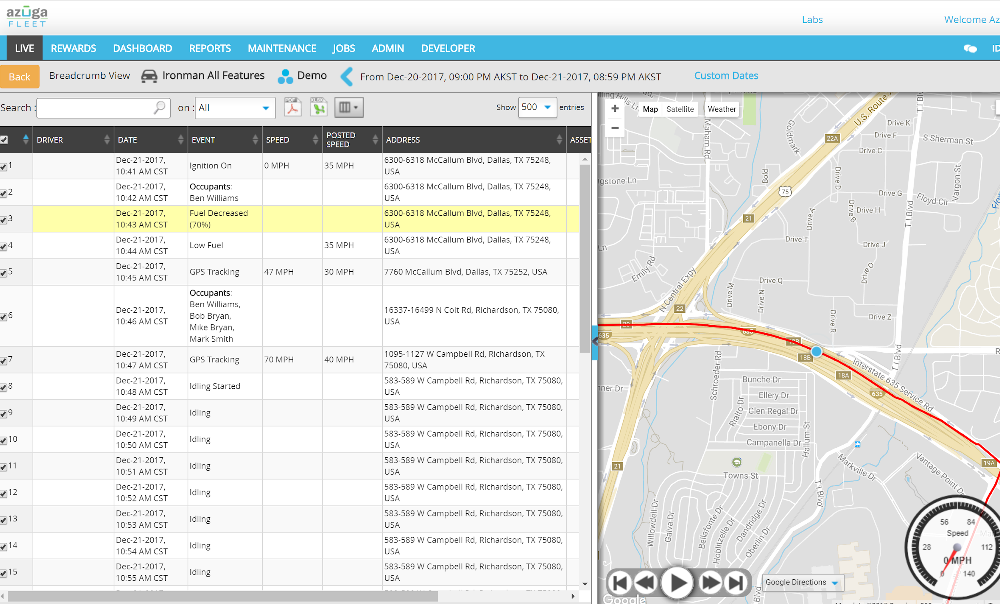 azuga
FLEET
Labs
Welcome Az
LIVE REWARDS DASHBOARD REPORTS MAINTENANCE JOBS ADMIN DEVELOPER ID
Back Breadcrumb View Ironman All Features Demo From Dec-20-2017, 09:00 PM AKST to Dec-21-2017, 08:59 PM AKST Custom Dates
Search : on : All PDF XLSX Show 500 entries
DRIVER DATE EVENT SPEED POSTED SPEED ADDRESS ASSET
1 Dec-21-2017, 10:41 AM CST Ignition On 0 MPH 35 MPH 6300-6318 McCallum Blvd, Dallas, TX 75248, USA
2 Dec-21-2017, 10:42 AM CST Occupants: Ben Williams 6300-6318 McCallum Blvd, Dallas, TX 75248, USA
3 Dec-21-2017, 10:43 AM CST Fuel Decreased (70%) 6300-6318 McCallum Blvd, Dallas, TX 75248, USA
4 Dec-21-2017, 10:44 AM CST Low Fuel 35 MPH 6300-6318 McCallum Blvd, Dallas, TX 75248, USA
5 Dec-21-2017, 10:45 AM CST GPS Tracking 47 MPH 30 MPH 7760 McCallum Blvd, Dallas, TX 75252, USA
6 Dec-21-2017, 10:46 AM CST Occupants: Ben Williams, Bob Bryan, Mike Bryan, Mark Smith 16337-16499 N Coit Rd, Richardson, TX 75080, USA
7 Dec-21-2017, 10:47 AM CST GPS Tracking 70 MPH 40 MPH 1095-1127 W Campbell Rd, Richardson, TX 75080, USA
8 Dec-21-2017, 10:48 AM CST Idling Started 583-589 W Campbell Rd, Richardson, TX 75080, USA
9 Dec-21-2017, 10:49 AM CST Idling 583-589 W Campbell Rd, Richardson, TX 75080, USA
10 Dec-21-2017, 10:50 AM CST Idling 583-589 W Campbell Rd, Richardson, TX 75080, USA
11 Dec-21-2017, 10:51 AM CST Idling 583-589 W Campbell Rd, Richardson, TX 75080, USA
12 Dec-21-2017, 10:52 AM CST Idling 583-589 W Campbell Rd, Richardson, TX 75080, USA
13 Dec-21-2017, 10:53 AM CST Idling 583-589 W Campbell Rd, Richardson, TX 75080, USA
14 Dec-21-2017, 10:54 AM CST Idling 583-589 W Campbell Rd, Richardson, TX 75080, USA
15 Dec-21-2017, 10:55 AM CST Idling 583-589 W Campbell Rd, Richardson, TX 75080, USA
Map Satellite Weather
U.S. Route
Maham Rd
Goldmark
T I Blvd
Drive K
Drive F
22A
S Sherman St
Drive C
Bold
Drive D
Vargon St
gstone Ln
75
Drive G
Floyd Cir
Drive B
Drive H
Drive A
T I Blvd
21
Drive T
Drive J
Ln
Emily Rd
Drive O
N Central Expy
Drive Q
Drive M
Drive N
22
Drive R
Drive Z
635
635
19B
18B
T I Blvd
18A
Interstate 635 Service Rd
635
Schroeder Rd
Bunche Dr
nner Dr
Ellery Dr
Rialto Dr
Glen Regal Dr
Ebony Dr
Hallum St
Campanella Dr
21
Towns St
Markville Dr
Vantage Point Dr
19A
T I Blvd
Willowdell Dr
Galva Dr
Bellafonte Dr
Hoblitzelle Dr
Dandridge Dr
Oberlin Dr
56 84
Speed
28 112
0 MPH
0 140
Google Directions
Google
Blvd